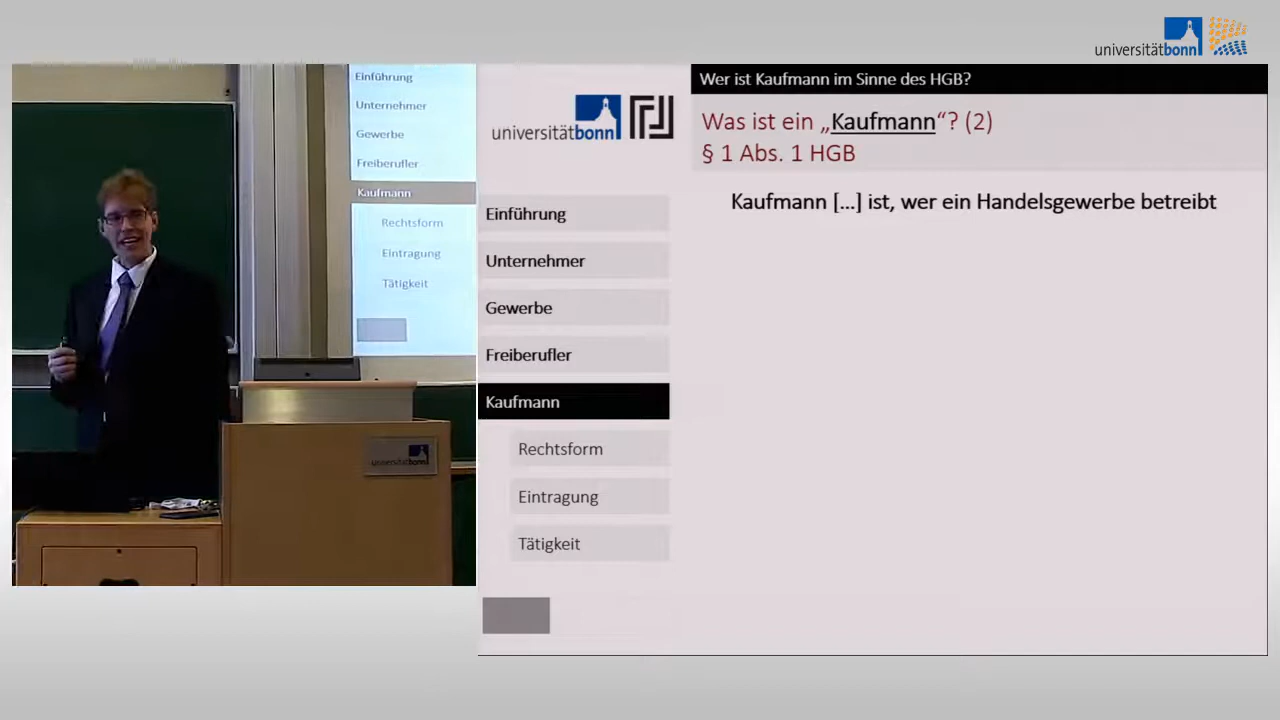 universitätbonn
Einführung
Unternehmer
Gewerbe
Freiberufler
Kaufmann
Rechtsform
Eintragung
Tätigkeit
universitätbonn
universitätbonn
Einführung
Unternehmer
Gewerbe
Freiberufler
Kaufmann
Rechtsform
Eintragung
Tätigkeit
Wer ist Kaufmann im Sinne des HGB?
Was ist ein „Kaufmann“? (2)
§ 1 Abs. 1 HGB
Kaufmann [...] ist, wer ein Handelsgewerbe betreibt